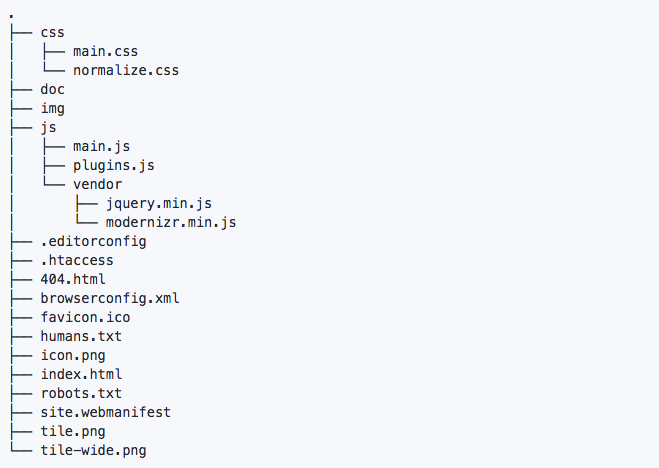 .
├── css
│   ├── main.css
│   └── normalize.css
├── doc
├── img
├── js
│   ├── main.js
│   ├── plugins.js
│   └── vendor
│       ├── jquery.min.js
│       └── modernizr.min.js
├── .editorconfig
├── .htaccess
├── 404.html
├── browserconfig.xml
├── favicon.ico
├── humans.txt
├── icon.png
├── index.html
├── robots.txt
├── site.webmanifest
├── tile.png
└── tile-wide.png